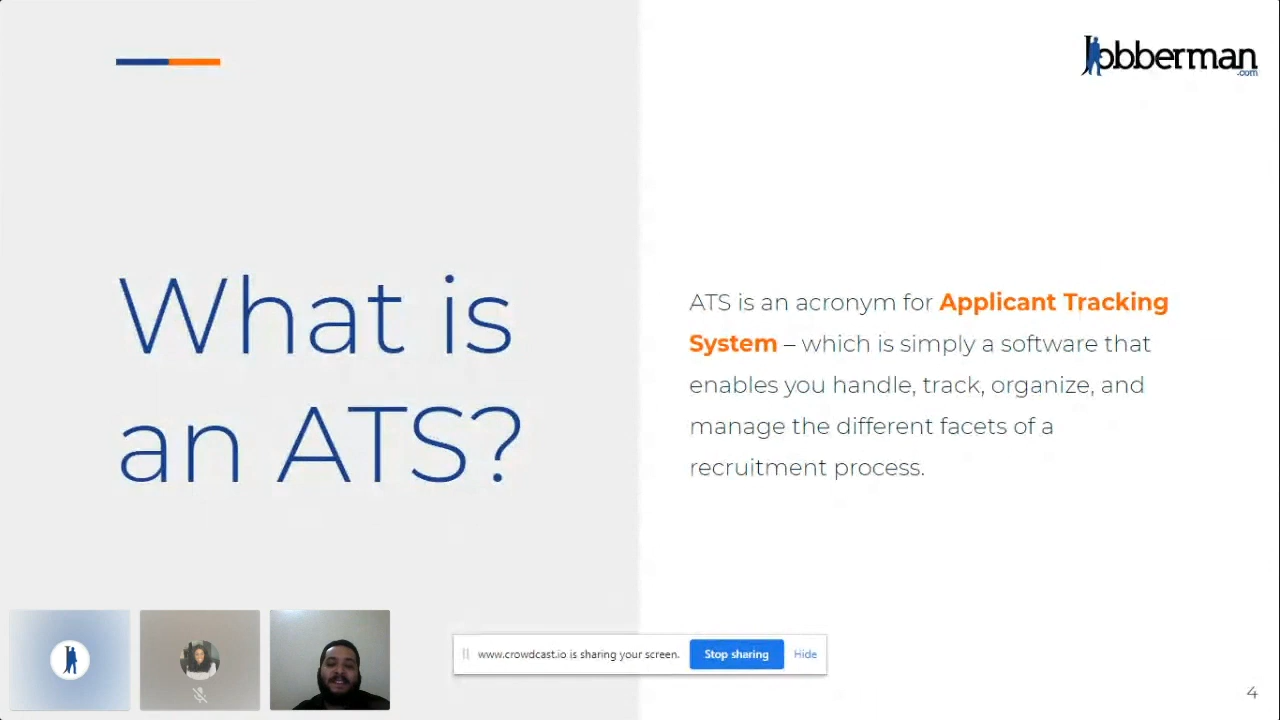 Jobberman
.com
What is
an ATS?
ATS is an acronym for Applicant Tracking
System – which is simply a software that
enables you handle, track, organize, and
manage the different facets of a
recruitment process.
www.crowdcast.io is sharing your screen. Stop sharing Hide
4